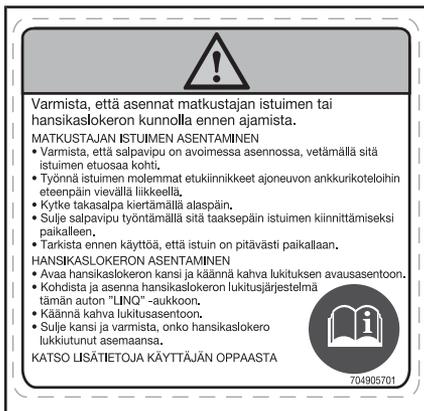 Varmista, että asennat matkustajan istuimen tai
hansikaslokeron kunnolla ennen ajamista.
MATKUSTAJAN ISTUIMEN ASENTAMINEN
• Varmista, että salpavipu on avoimessa asennossa, vetämällä sitä
istuimen etuosaa kohti.
• Työnnä istuimen molemmat etukiinnikkeet ajoneuvon ankkurikoteloihin
eteenpäin vievällä liikkeellä.
• Kytke takasalpa kiertämällä alaspäin.
• Sulje salpavipu työntämällä sitä taaksepäin istuimen kiinnittämiseksi
paikalleen.
• Tarkista ennen käyttöä, että istuin on pitävästi paikallaan.
HANSIKASLOKERON ASENTAMINEN
• Avaa hansikaslokeron kansi ja käännä kahva lukituksen avausasentoon.
• Kohdista ja asenna hansikaslokeron lukitusjärjestelmä
tämän auton "LINQ" -aukkoon.
• Käännä kahva lukitusasentoon.
• Sulje kansi ja varmista, onko hansikaslokero
lukkiutunut asemaansa.
KATSO LISÄTIETOJA KÄYTTÄJÄN OPPAASTA
704905701